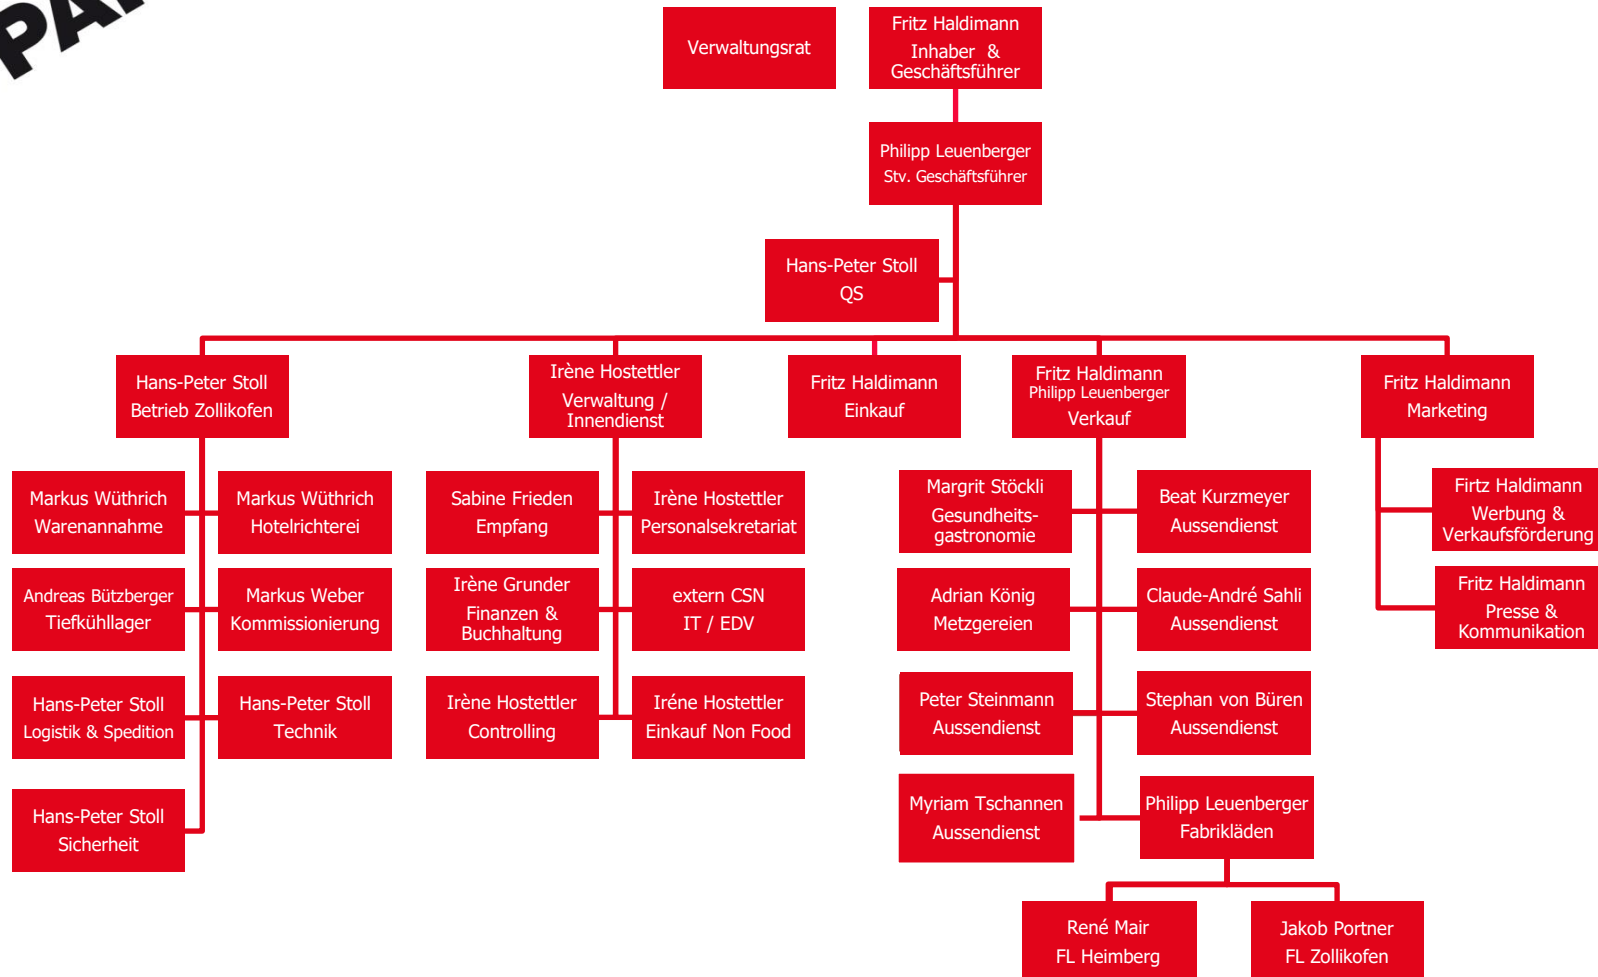 Verwaltungsrat
Fritz Haldimann
Inhaber &
Geschäftsführer
Philipp Leuenberger
Stv. Geschäftsführer
Hans-Peter Stoll
QS
Hans-Peter Stoll
Betrieb Zollikofen
Irène Hostettler
Verwaltung /
Innendienst
Fritz Haldimann
Einkauf
Fritz Haldimann
Philipp Leuenberger
Verkauf
Fritz Haldimann
Marketing
Markus Wüthrich
Warenannahme
Markus Wüthrich
Hotelrichterei
Sabine Frieden
Empfang
Irène Hostettler
Personalsekretariat
Margrit Stöckli
Gesundheits-
gastronomie
Beat Kurzmeyer
Aussendienst
Firtz Haldimann
Werbung &
Verkaufsförderung
Andreas Bützberger
Tiefkühllager
Markus Weber
Kommissionierung
Irène Grunder
Finanzen &
Buchhaltung
extern CSN
IT / EDV
Adrian König
Metzgereien
Claude-André Sahli
Aussendienst
Fritz Haldimann
Presse &
Kommunikation
Hans-Peter Stoll
Logistik & Spedition
Hans-Peter Stoll
Technik
Irène Hostettler
Controlling
Iréne Hostettler
Einkauf Non Food
Peter Steinmann
Aussendienst
Stephan von Büren
Aussendienst
Hans-Peter Stoll
Sicherheit
Myriam Tschannen
Aussendienst
Philipp Leuenberger
Fabrikläden
René Mair
FL Heimberg
Jakob Portner
FL Zollikofen